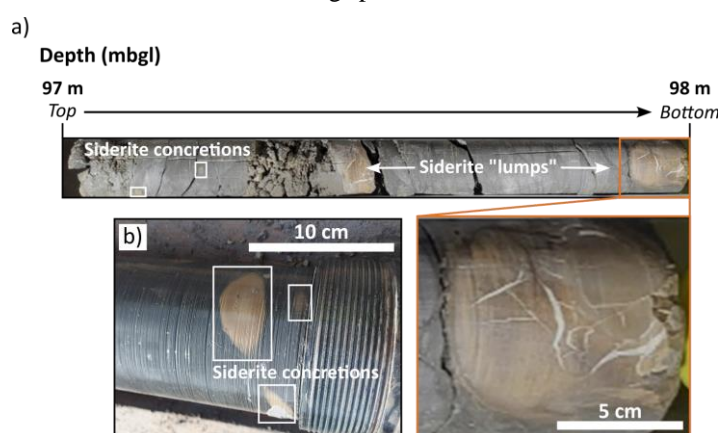 a)
Depth (mbgl)
97 m
98 m
Top
Bottom
Siderite concretions
Siderite "lumps"
b)
10 cm
Siderite concretions
5 cm